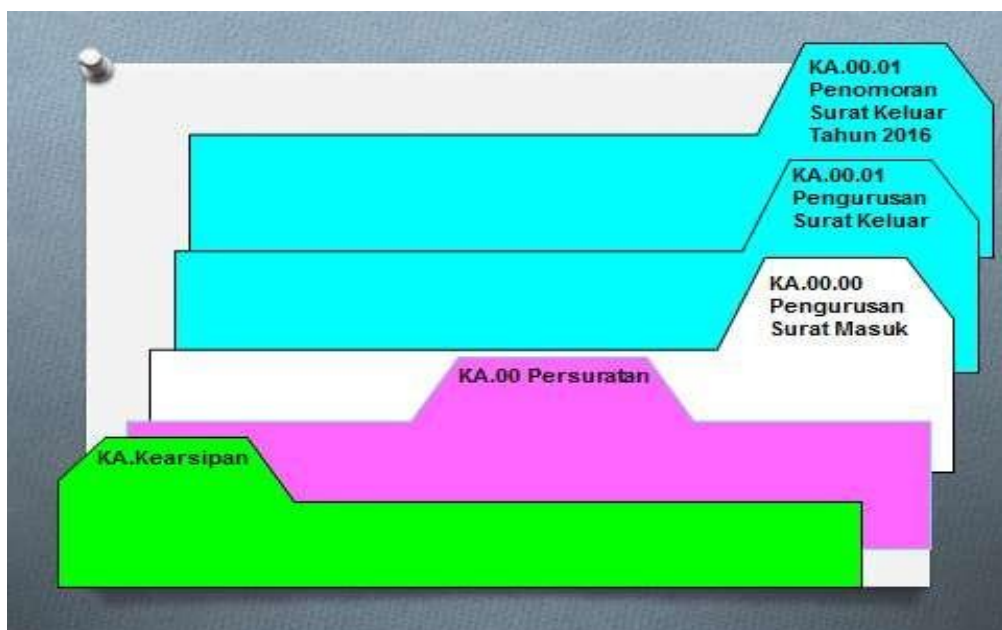 KA.00.01
Penomoran
Surat Keluar
Tahun 2016
KA.00.01
Pengurusan
Surat Keluar
KA.00.00
Pengurusan
Surat Masuk
KA.00 Persuratan
KA.Kearsipan